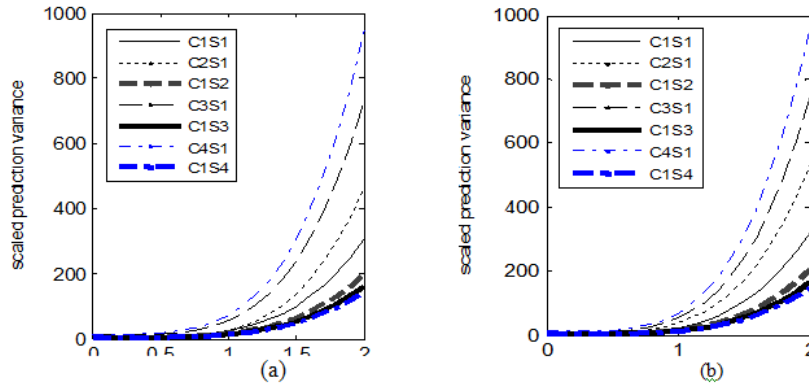 1000
800
600
400
200
0
scaled prediction variance
C1S1
C2S1
C1S2
C3S1
C1S3
C4S1
C1S4
0 0.5 1 1.5 2
(a)
1000
800
600
400
200
0
scaled prediction variance
C1S1
C2S1
C1S2
C3S1
C1S3
C4S1
C1S4
0 1 2
(b)